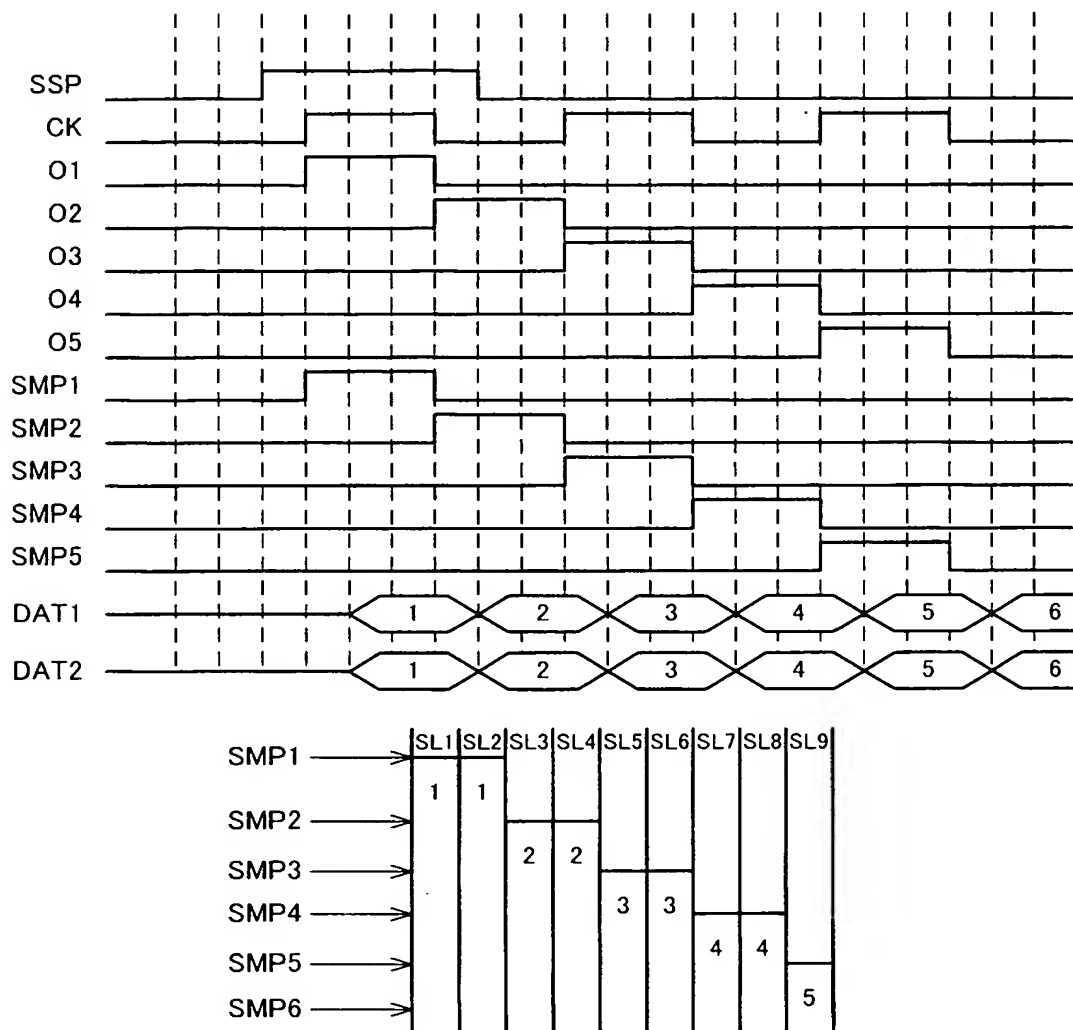 SSP
CK
O1
O2
O3
O4
O5
SMP1
SMP2
SMP3
SMP4
SMP5
DAT1 1 2 3 4 5 6
DAT2 1 2 3 4 5 6
SL1 SL2 SL3 SL4 SL5 SL6 SL7 SL8 SL9
SMP1
1 1
SMP2
2 2
SMP3
3 3
SMP4
4 4
SMP5
5
SMP6